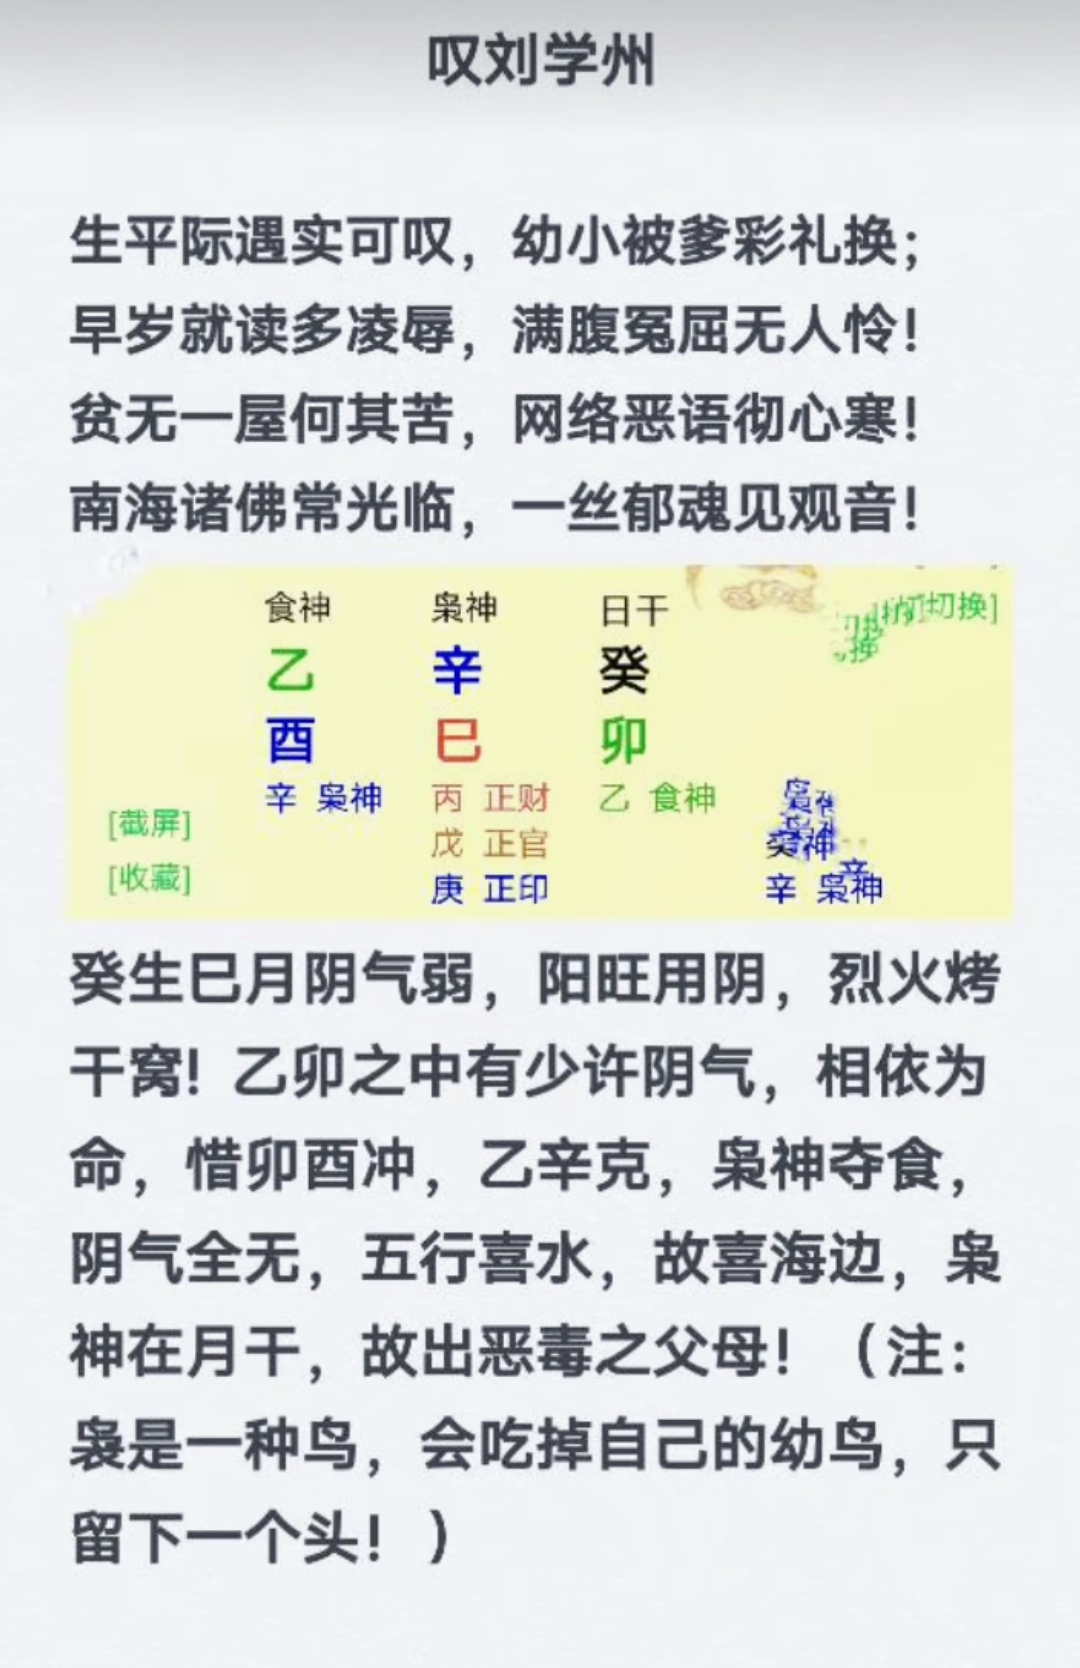 叹刘学州
生平际遇实可叹，幼小被爹彩礼换；
早岁就读多凌辱，满腹冤屈无人怜！
贫无一屋何其苦，网络恶语彻心寒！
南海诸佛常光临，一丝郁魂见观音！
食神 枭神 日干
切换]
乙 辛 癸
酉 巳 卯
辛 枭神 丙 正财 乙 食神
[截屏] 戊 正官
[收藏] 庚 正印 辛 枭神
癸生巳月阴气弱，阳旺用阴，烈火烤
干窝！乙卯之中有少许阴气，相依为
命，惜卯酉冲，乙辛克，枭神夺食，
阴气全无，五行喜水，故喜海边，枭
神在月干，故出恶毒之父母！（注：
袅是一种鸟，会吃掉自己的幼鸟，只
留下一个头！）